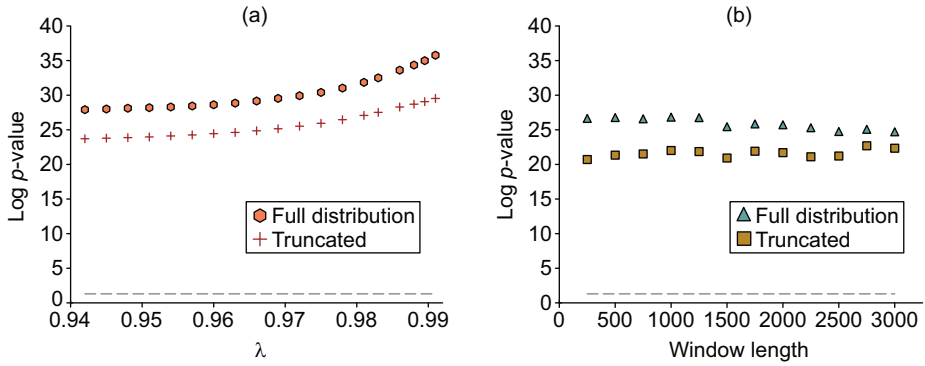 (a)
Log p-value
40
35
30
25
20
15
10
5
0
0.94 0.95 0.96 0.97 0.98 0.99
λ
Full distribution
Truncated
(b)
Log p-value
40
35
30
25
20
15
10
5
0
0 500 1000 1500 2000 2500 3000
Window length
Full distribution
Truncated